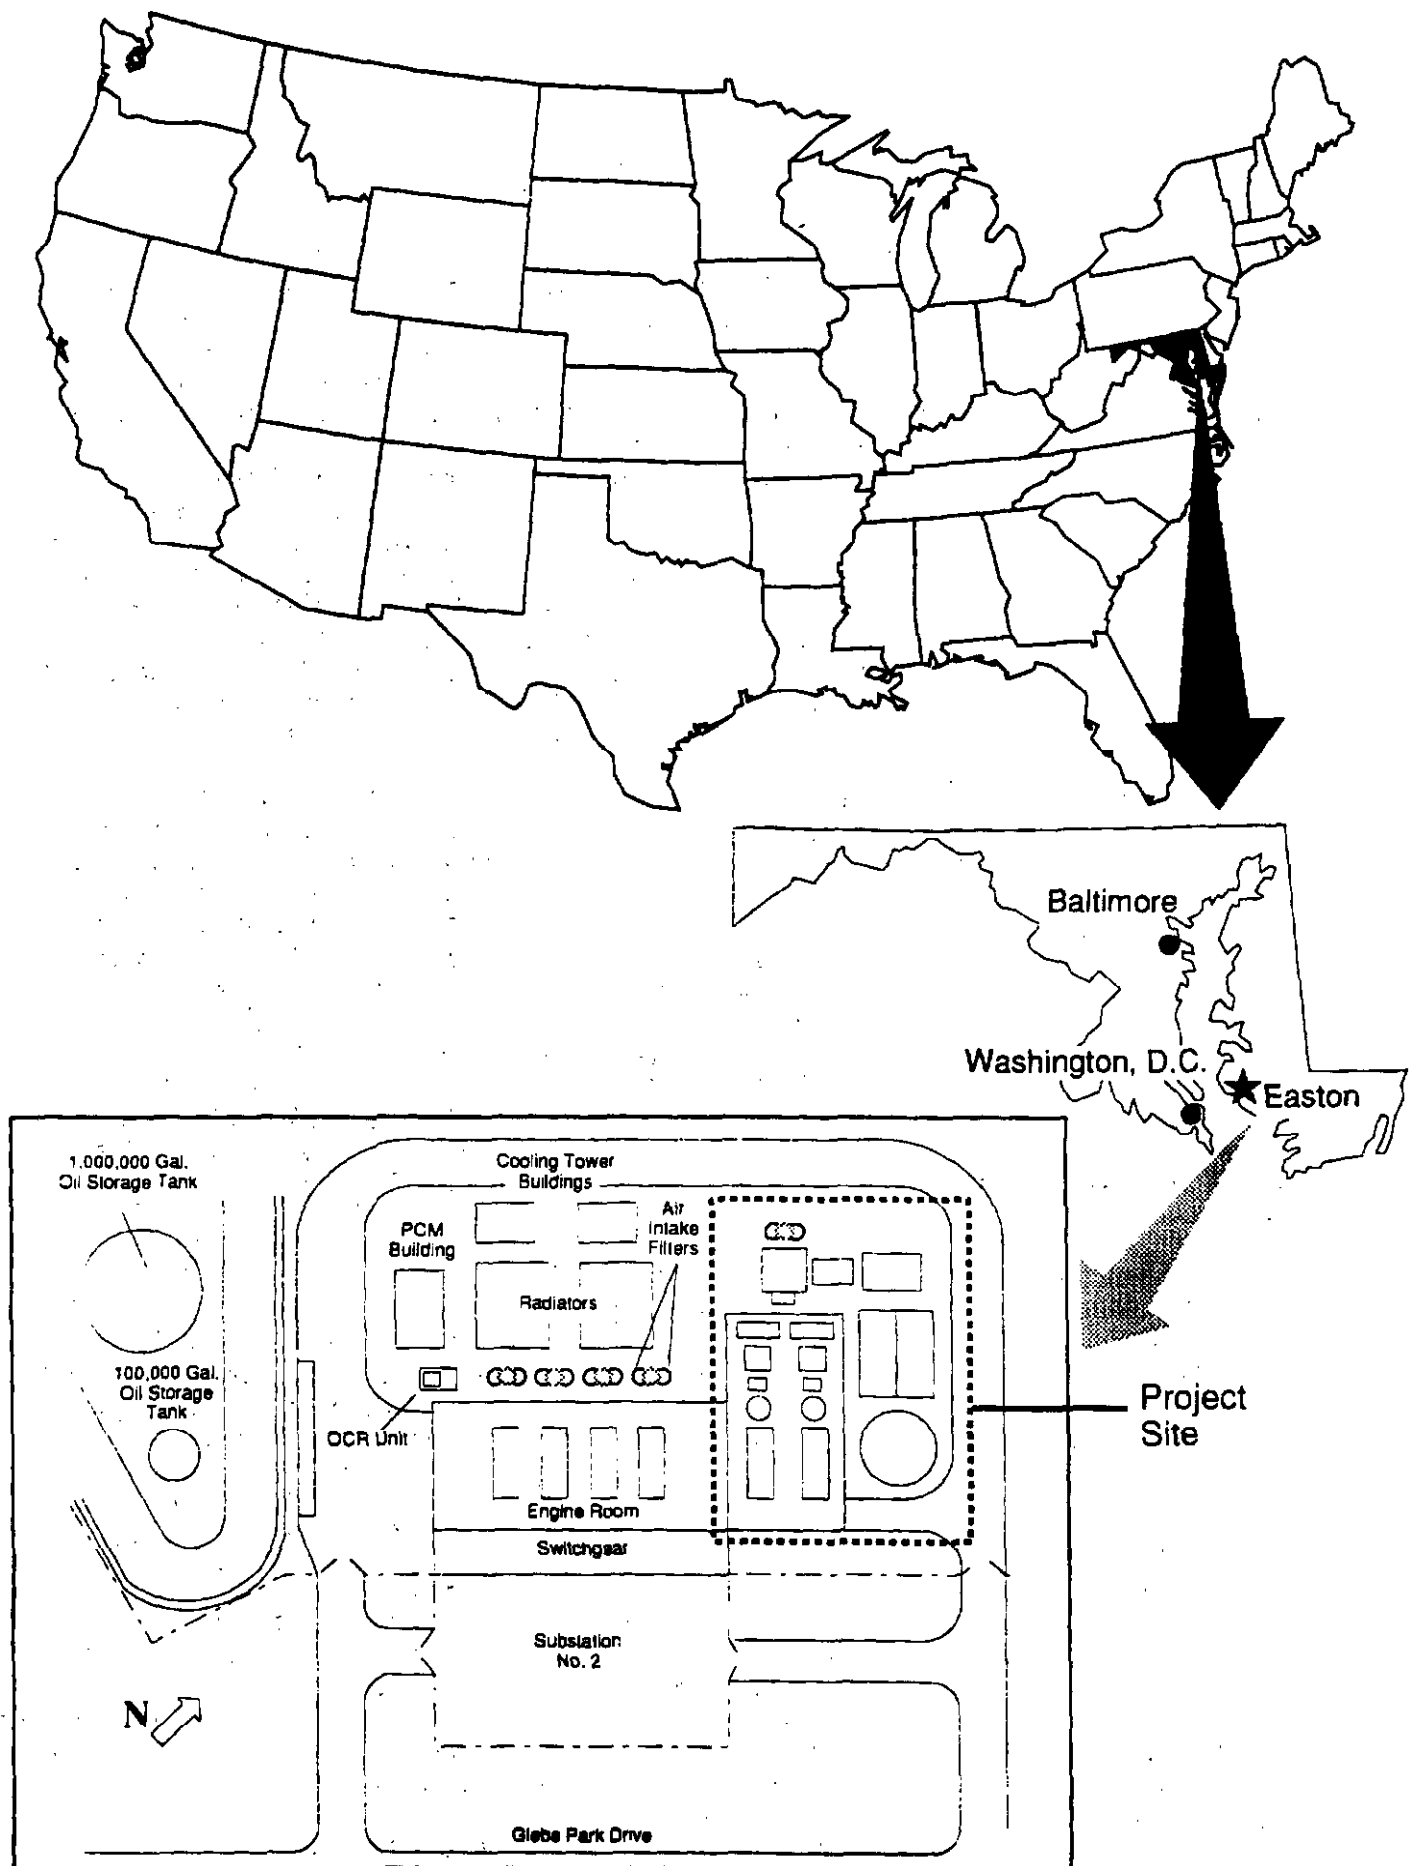 Baltimore
Washington, D.C.
Easton
1,000,000 Gal.
Oil Storage Tank
Cooling Tower
Buildings
Air
Intake
Filters
PCM
Building
Radiators
100,000 Gal.
Oil Storage
Tank
OCR Unit
Project
Site
Engine Room
Switchgear
Substation
No. 2
N
Glebe Park Drive